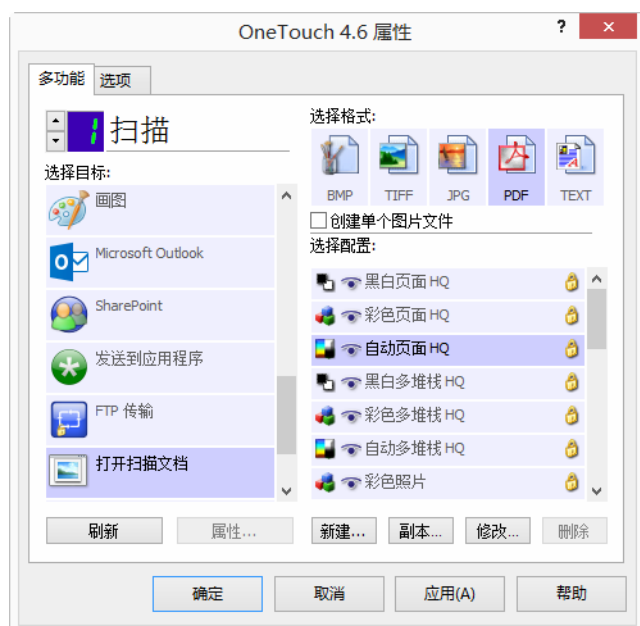 OneTouch 4.6 属性
?
×
多功能
选项
1 扫描
选择目标:
画图
Microsoft Outlook
SharePoint
发送到应用程序
FTP 传输
打开扫描文档
刷新
属性...
选择格式:
BMP
TIFF
JPG
PDF
TEXT
创建单个图片文件
选择配置:
黑白页面 HQ
彩色页面 HQ
自动页面 HQ
黑白多堆栈 HQ
彩色多堆栈 HQ
自动多堆栈 HQ
彩色照片
新建...
副本...
修改...
删除
确定
取消
应用(A)
帮助